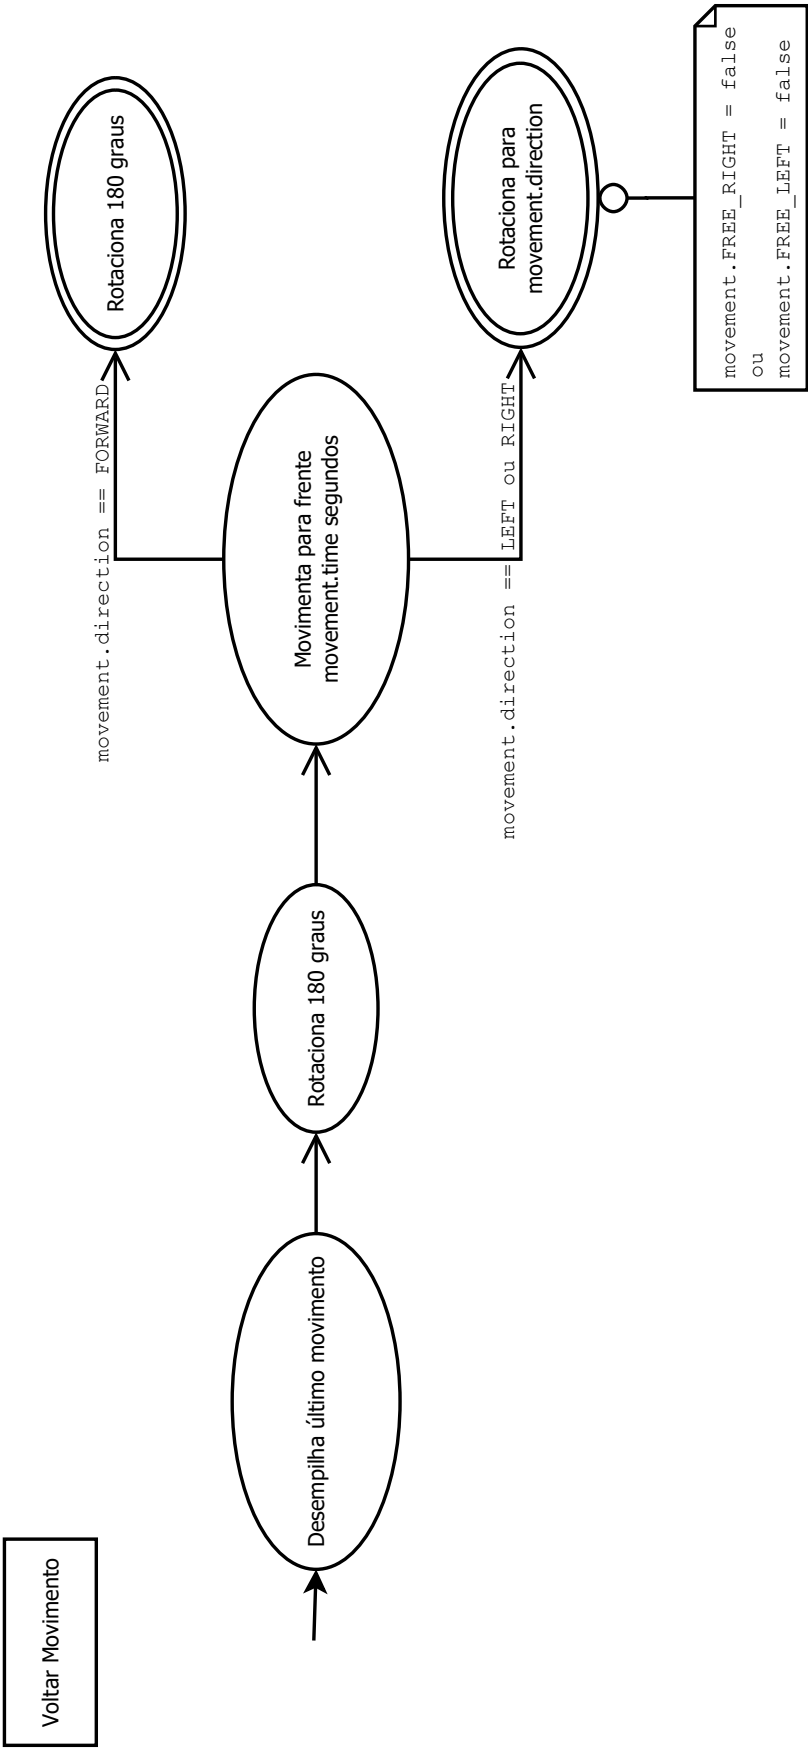 Voltar Movimento
Desempilha último movimento
Rotaciona 180 graus
Movimenta para frente
movement.time segundos
movement.direction == FORWARD
Rotaciona 180 graus
movement.direction == LEFT ou RIGHT
Rotaciona para
movement.direction
movement.FREE_RIGHT = false
ou
movement.FREE_LEFT = false